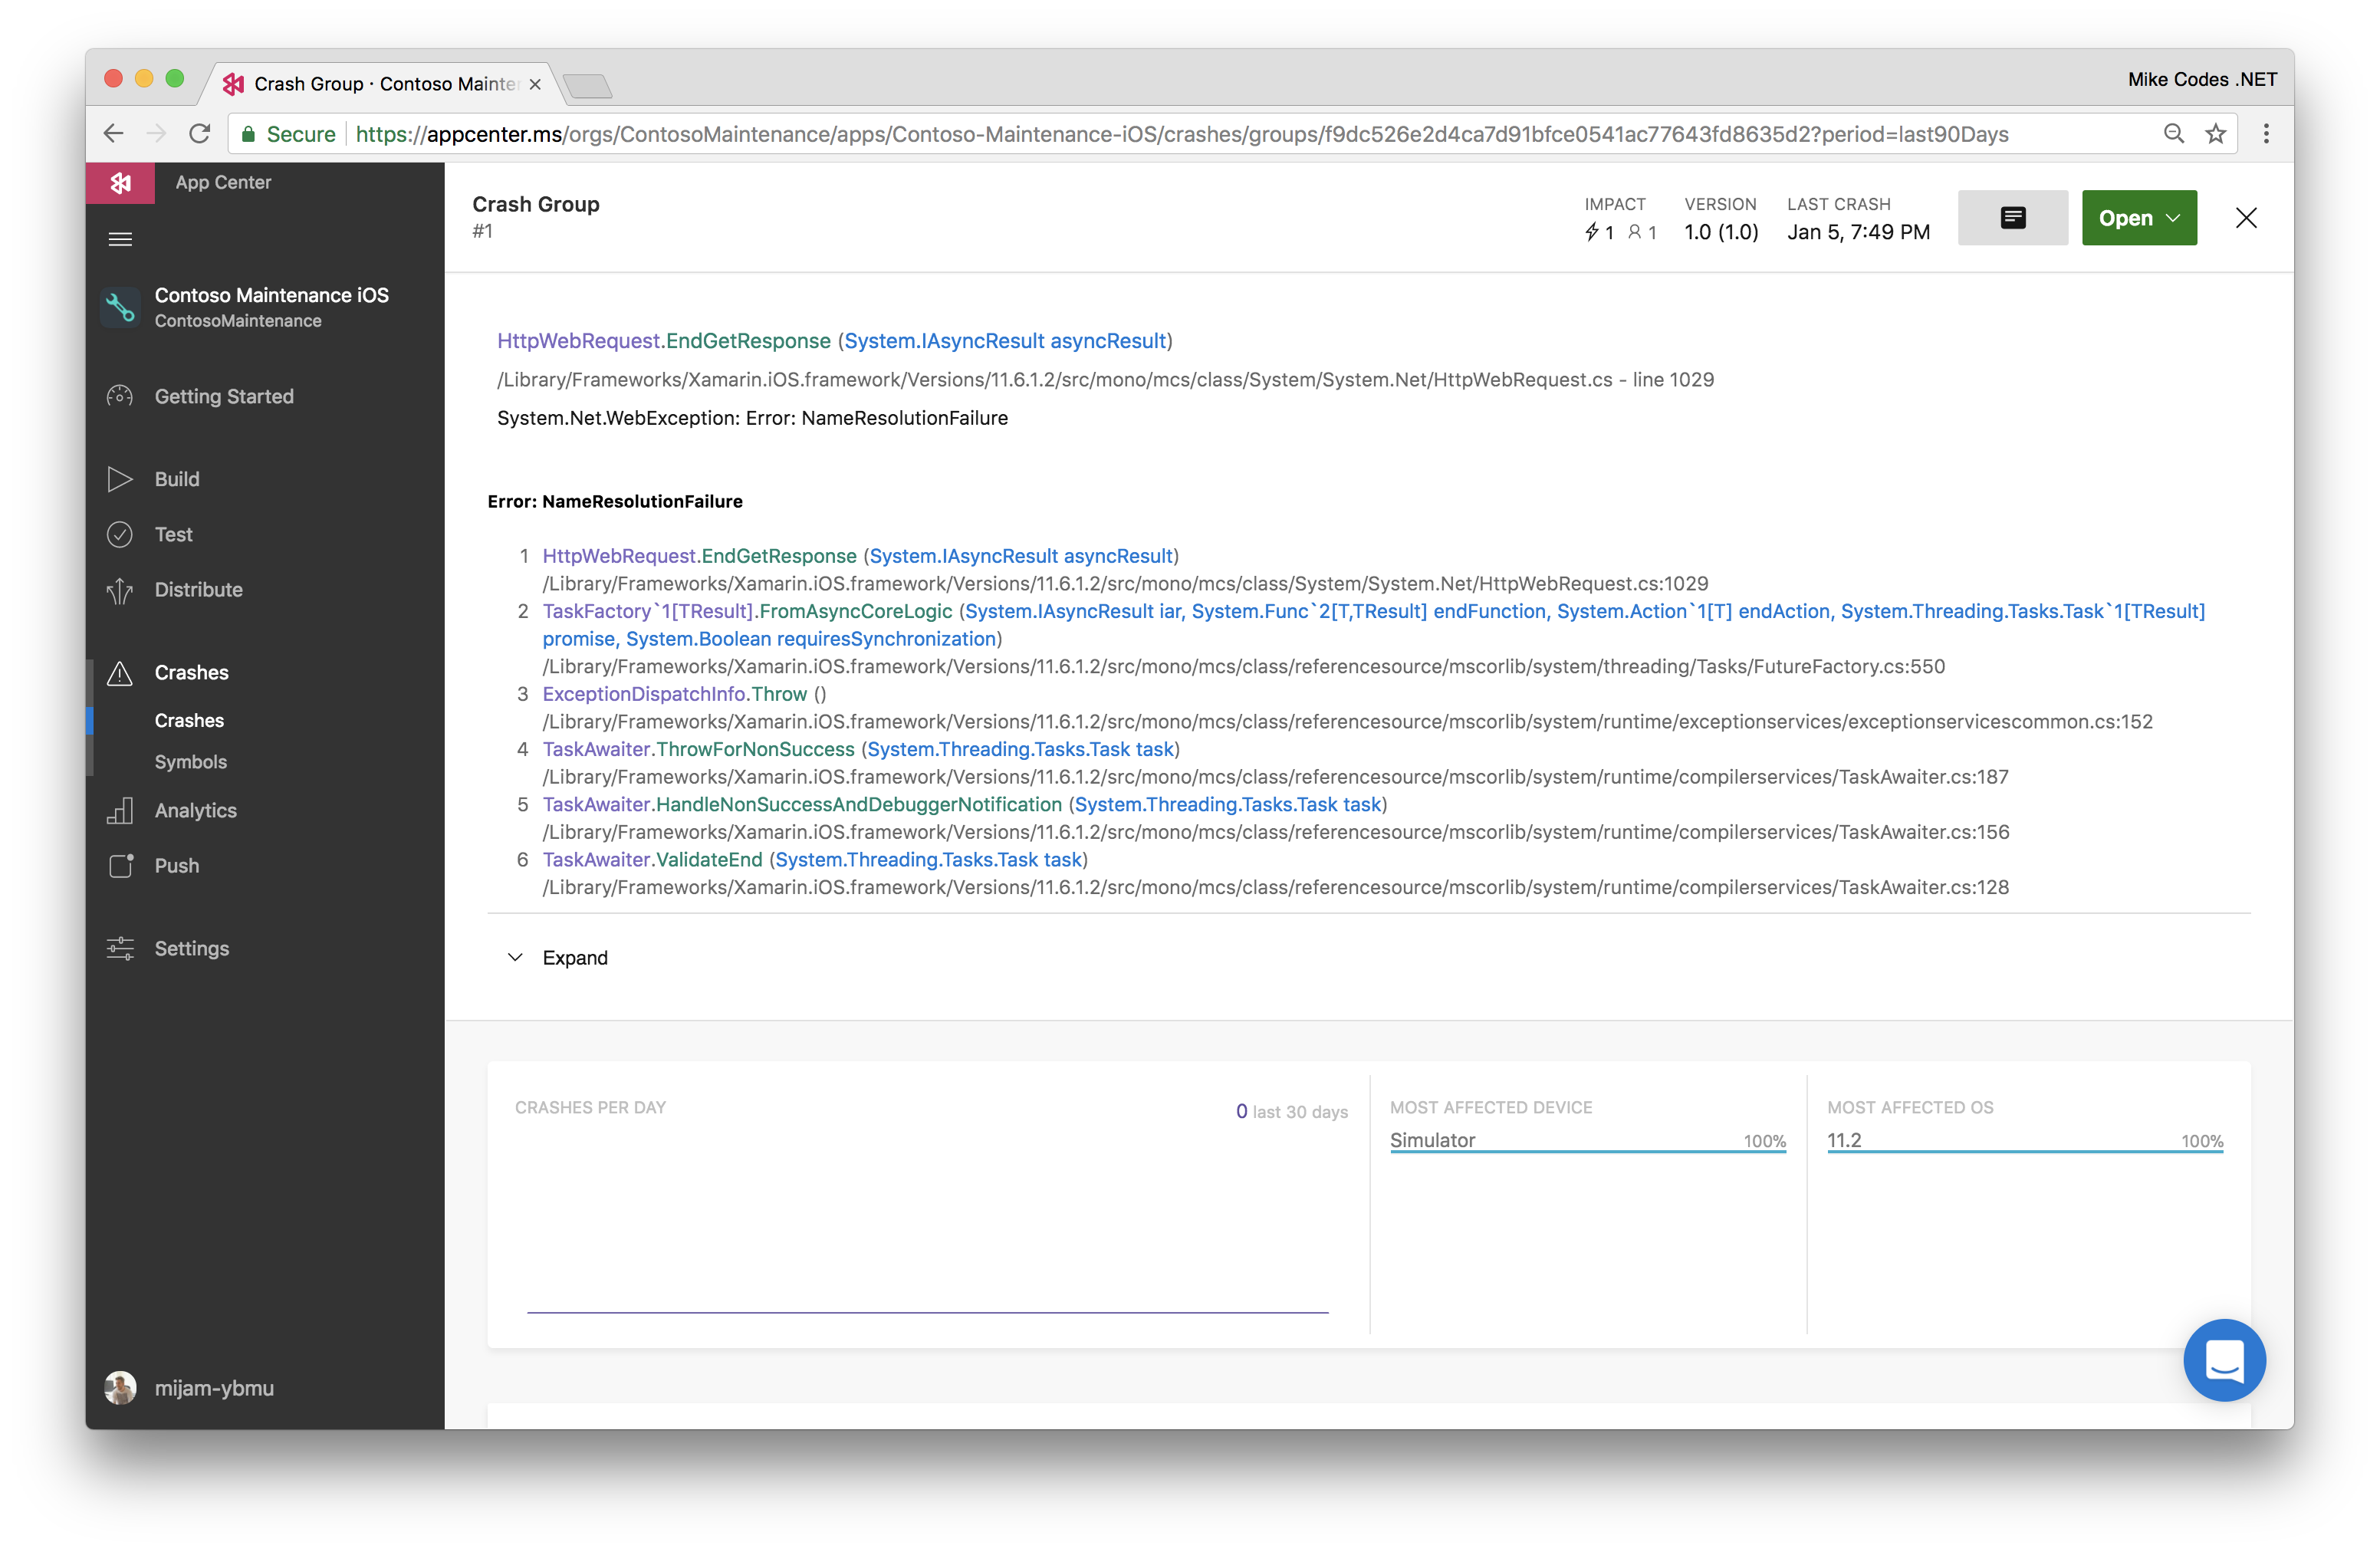 Crash Group · Contoso Mainte
Mike Codes .NET
Secure
https://appcenter.ms/orgs/ContosoMaintenance/apps/Contoso-Maintenance-iOS/crashes/groups/f9dc526e2d4ca7d91bfce0541ac77643fd8635d2?period=last90Days
App Center
Contoso Maintenance iOS
ContosoMaintenance
Getting Started
Build
Test
Distribute
Crashes
Crashes
Symbols
Analytics
Push
Settings
mijam-ybmu
Crash Group
#1
IMPACT
1 1
VERSION
1.0 (1.0)
LAST CRASH
Jan 5, 7:49 PM
Open
HttpWebRequest.EndGetResponse (System.IAsyncResult asyncResult)
/Library/Frameworks/Xamarin.iOS.framework/Versions/11.6.1.2/src/mono/mcs/class/System/System.Net/HttpWebRequest.cs - line 1029
System.Net.WebException: Error: NameResolutionFailure
Error: NameResolutionFailure
1 HttpWebRequest.EndGetResponse (System.IAsyncResult asyncResult)
/Library/Frameworks/Xamarin.iOS.framework/Versions/11.6.1.2/src/mono/mcs/class/System/System.Net/HttpWebRequest.cs:1029
2 TaskFactory`1[TResult].FromAsyncCoreLogic (System.IAsyncResult iar, System.Func`2[T,TResult] endFunction, System.Action`1[T] endAction, System.Threading.Tasks.Task`1[TResult]
promise, System.Boolean requiresSynchronization)
/Library/Frameworks/Xamarin.iOS.framework/Versions/11.6.1.2/src/mono/mcs/class/referencesource/mscorlib/system/threading/Tasks/FutureFactory.cs:550
3 ExceptionDispatchInfo.Throw ()
/Library/Frameworks/Xamarin.iOS.framework/Versions/11.6.1.2/src/mono/mcs/class/referencesource/mscorlib/system/runtime/exceptionservices/exceptionservicescommon.cs:152
4 TaskAwaiter.ThrowForNonSuccess (System.Threading.Tasks.Task task)
/Library/Frameworks/Xamarin.iOS.framework/Versions/11.6.1.2/src/mono/mcs/class/referencesource/mscorlib/system/runtime/compilerservices/TaskAwaiter.cs:187
5 TaskAwaiter.HandleNonSuccessAndDebuggerNotification (System.Threading.Tasks.Task task)
/Library/Frameworks/Xamarin.iOS.framework/Versions/11.6.1.2/src/mono/mcs/class/referencesource/mscorlib/system/runtime/compilerservices/TaskAwaiter.cs:156
6 TaskAwaiter.ValidateEnd (System.Threading.Tasks.Task task)
/Library/Frameworks/Xamarin.iOS.framework/Versions/11.6.1.2/src/mono/mcs/class/referencesource/mscorlib/system/runtime/compilerservices/TaskAwaiter.cs:128
Expand
CRASHES PER DAY
0 last 30 days
MOST AFFECTED DEVICE
Simulator 100%
MOST AFFECTED OS
11.2 100%